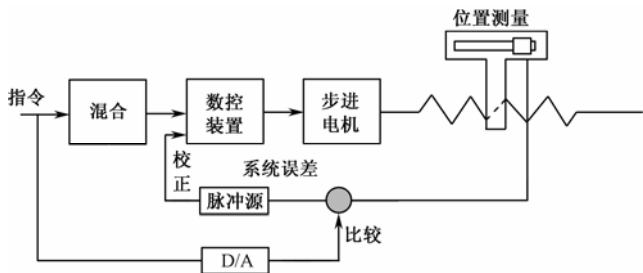 位置测量
指令
混合
数控
装置
步进
电机
校
正
系统误差
脉冲源
比较
D/A